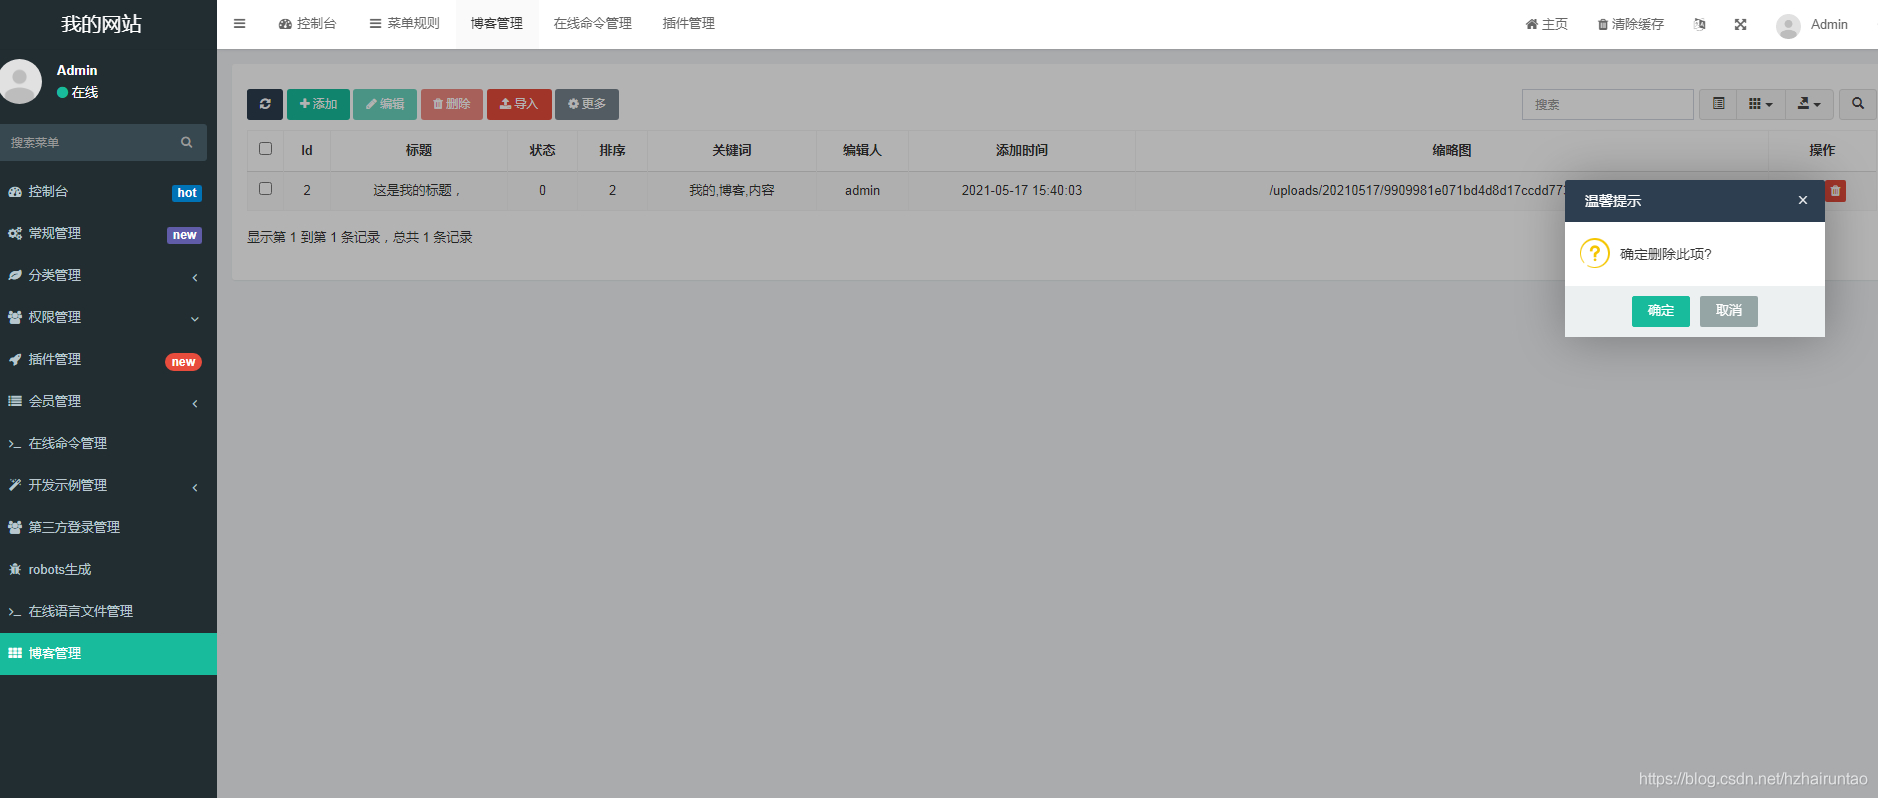 我的网站
控制台
菜单规则
博客管理
在线命令管理
插件管理
主页
清除缓存
Admin
Admin
在线
搜索菜单
控制台 hot
常规管理 new
分类管理
权限管理
插件管理 new
会员管理
在线命令管理
开发示例管理
第三方登录管理
robots生成
在线语言文件管理
博客管理
添加 编辑 删除 导入 更多
搜索
Id 标题 状态 排序 关键词 编辑人 添加时间 缩略图 操作
2 这是我的标题， 0 2 我的,博客,内容 admin 2021-05-17 15:40:03 /uploads/20210517/9909981e071bd4d8d17ccdd77
显示第 1 到第 1 条记录，总共 1 条记录
温馨提示 ×
确定删除此项?
确定 取消
https://blog.csdn.net/hzhairuntao